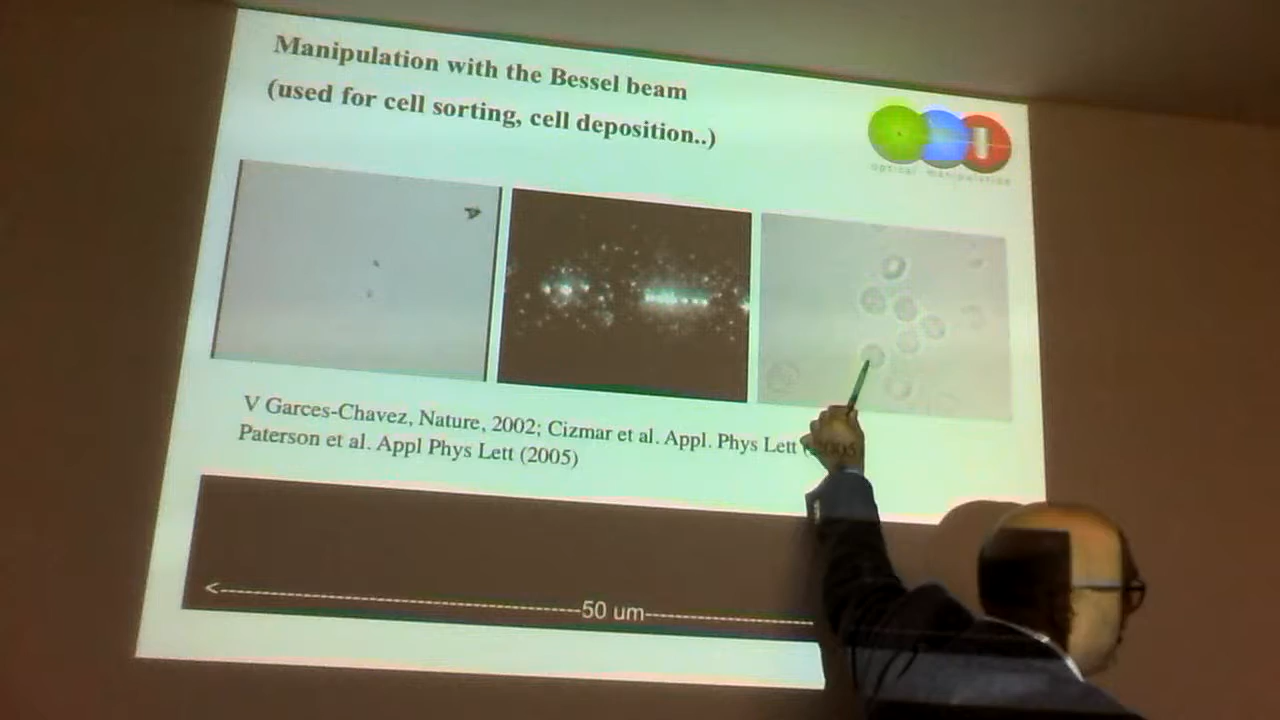 Manipulation with the Bessel beam
(used for cell sorting, cell deposition..)
optical manipulation
V Garces-Chavez, Nature, 2002; Cizmar et al. Appl. Phys Lett (2005)
Paterson et al. Appl Phys Lett (2005)
50 um